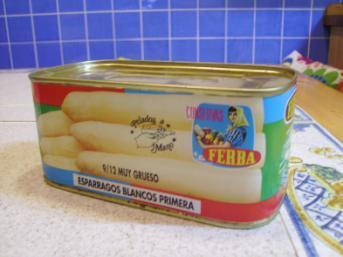 Pelados a
Mano
CONSERVAS
FERBA
9/12 MUY GRUESO
ESPARRAGOS BLANCOS PRIMERA